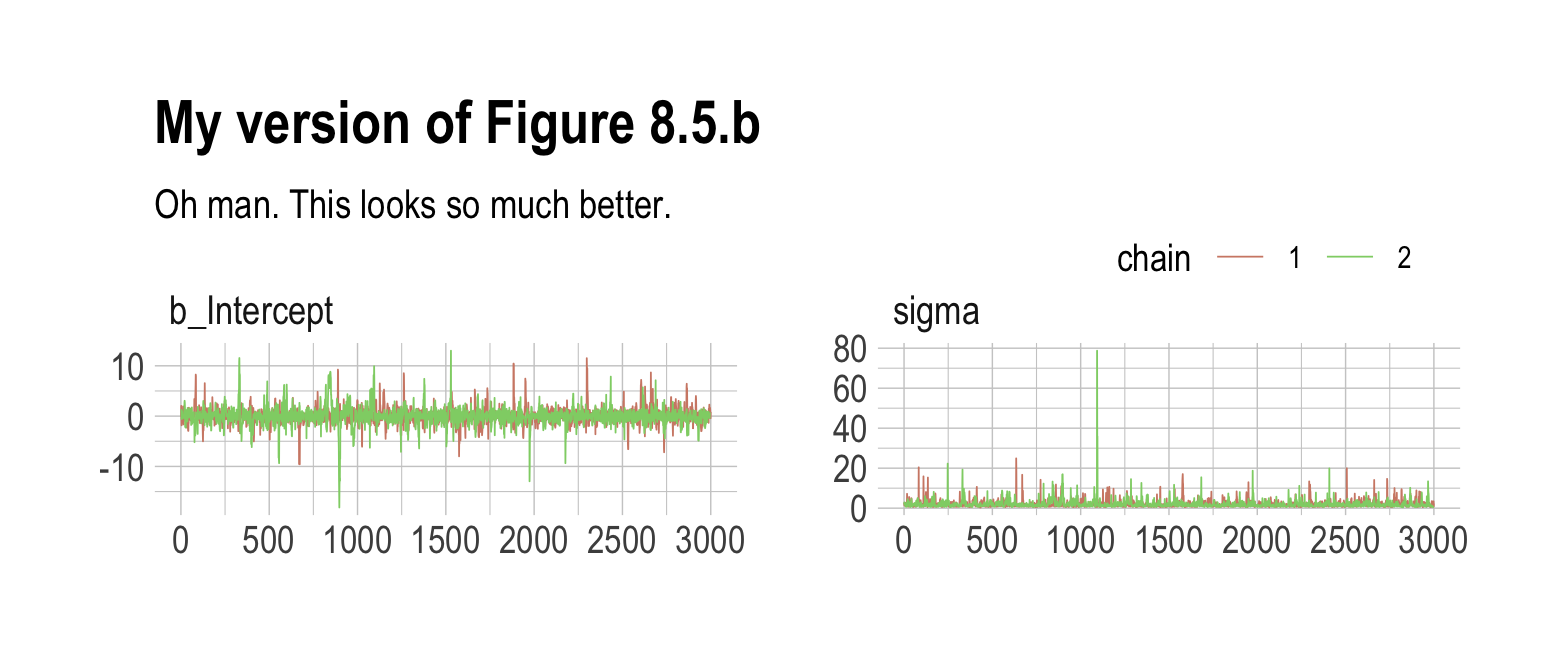 My version of Figure 8.5.b
Oh man. This looks so much better.
chain 1 2
b_Intercept
10
0
-10
0 500 1000 1500 2000 2500 3000
sigma
80
60
40
20
0
0 500 1000 1500 2000 2500 3000